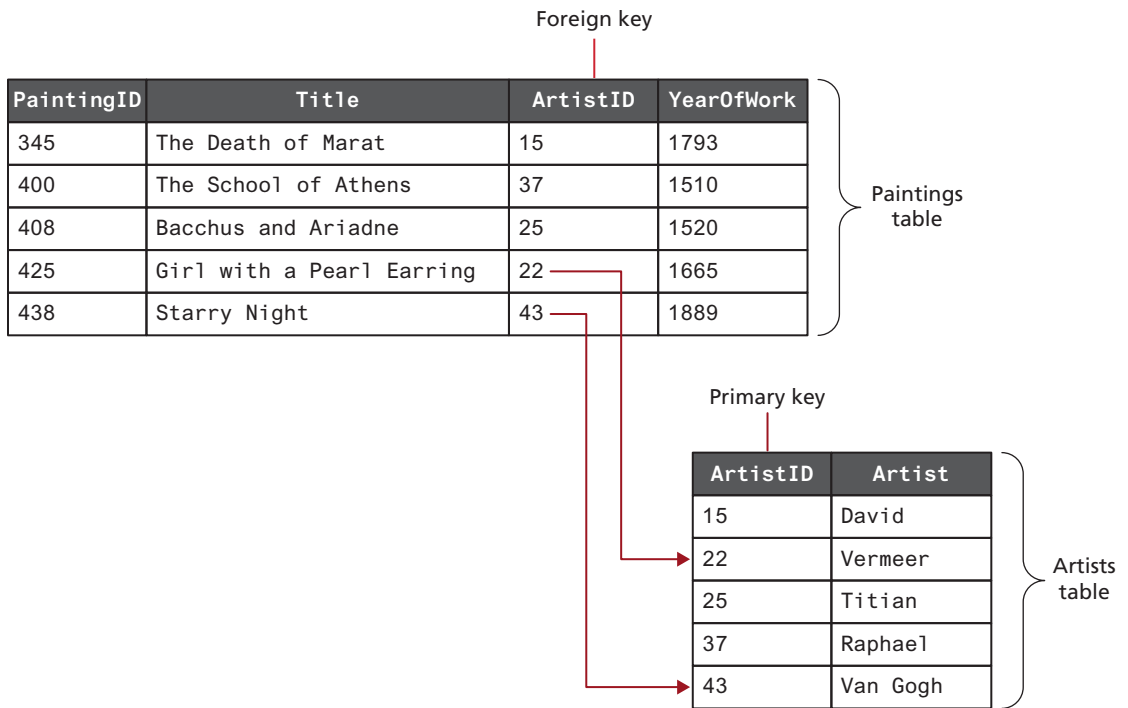 Foreign key
PaintingID Title ArtistID YearOfWork
345 The Death of Marat 15 1793
400 The School of Athens 37 1510
408 Bacchus and Ariadne 25 1520
425 Girl with a Pearl Earring 22 1665
438 Starry Night 43 1889
Paintings
table
Primary key
ArtistID Artist
15 David
22 Vermeer
25 Titian
37 Raphael
43 Van Gogh
Artists
table